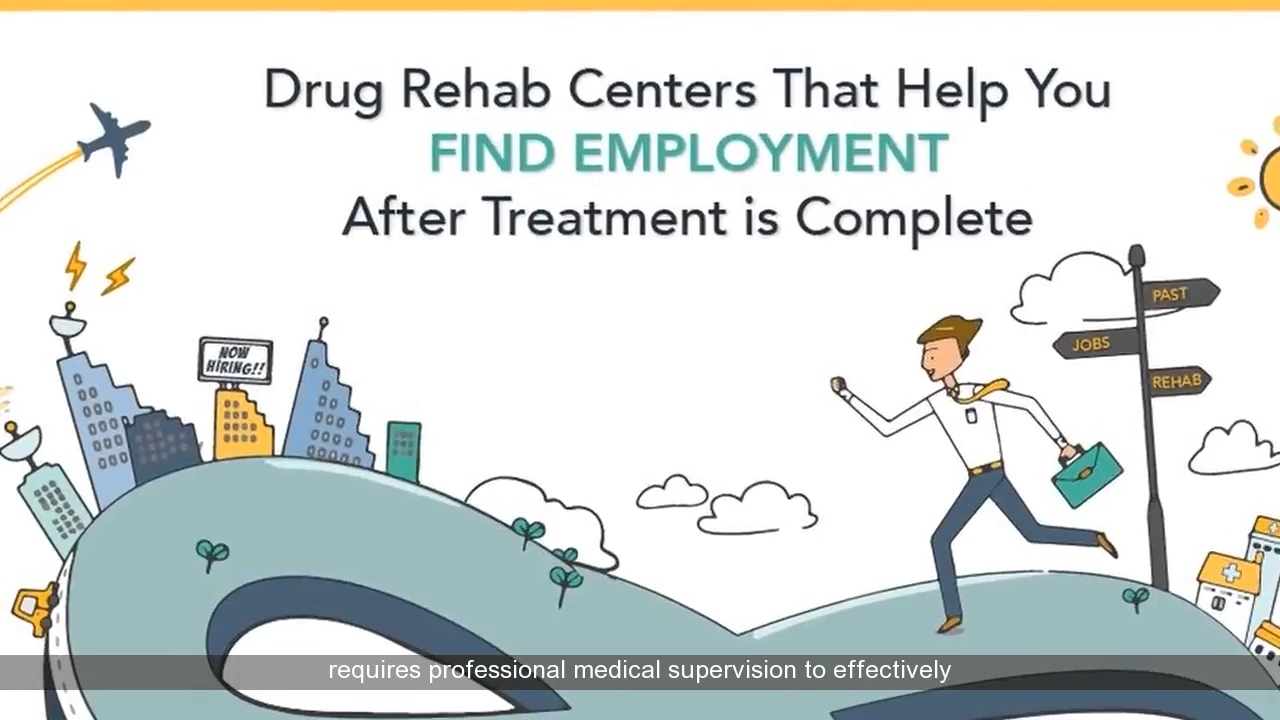 Drug Rehab Centers That Help You
FIND EMPLOYMENT
After Treatment is Complete
PAST
JOBS
NOW
HIRING!!
REHAB
requires professional medical supervision to effectively